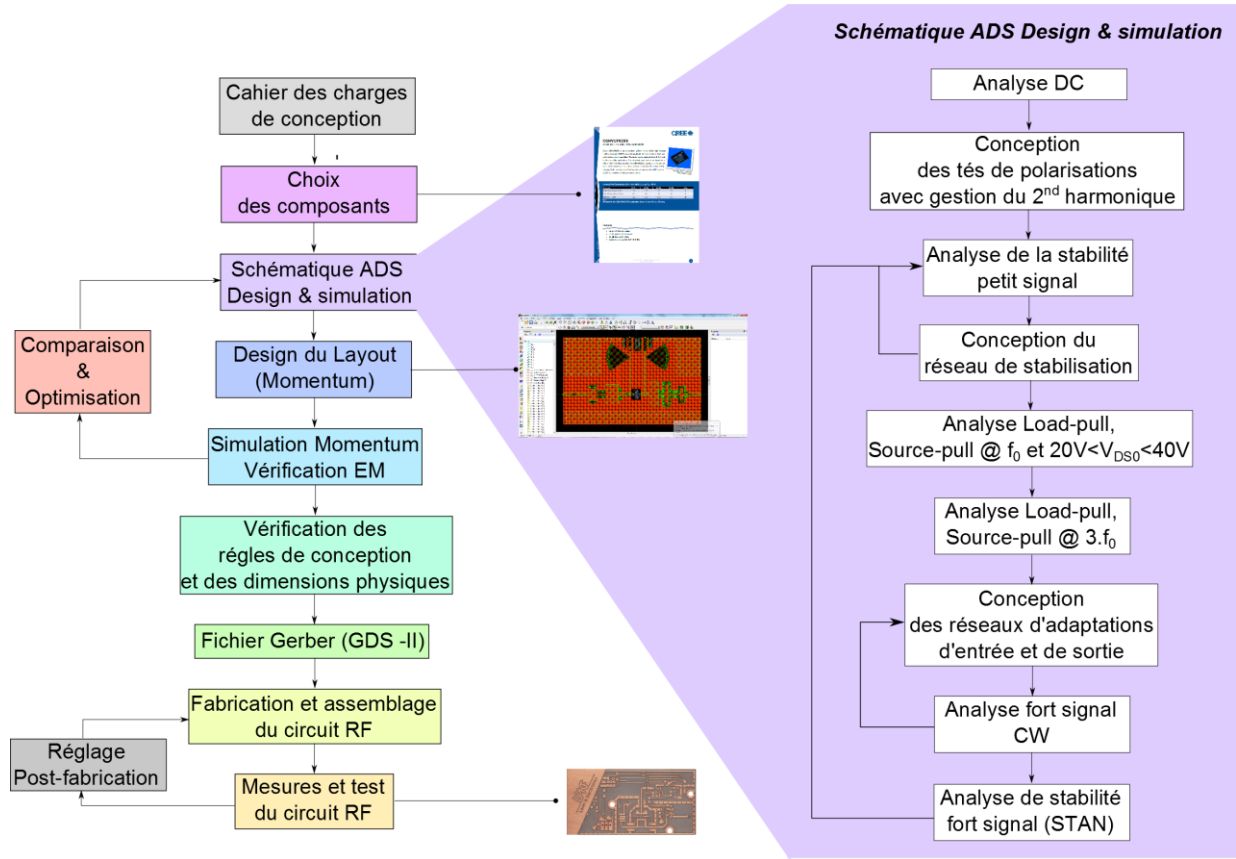 Schématique ADS Design & simulation
Cahier des charges
de conception
Choix
des composants
Schématique ADS
Design & simulation
Comparaison
&
Optimisation
Design du Layout
(Momentum)
Simulation Momentum
Vérification EM
Vérification des
régles de conception
et des dimensions physiques
Fichier Gerber (GDS -II)
Fabrication et assemblage
du circuit RF
Réglage
Post-fabrication
Mesures et test
du circuit RF
CREE
Analyse DC
Conception
des tés de polarisations
avec gestion du 2nd harmonique
Analyse de la stabilité
petit signal
Conception du
réseau de stabilisation
Analyse Load-pull,
Source-pull @ f0 et 20V<VDS0<40V
Analyse Load-pull,
Source-pull @ 3.f0
Conception
des réseaux d'adaptations
d'entrée et de sortie
Analyse fort signal
CW
Analyse de stabilité
fort signal (STAN)